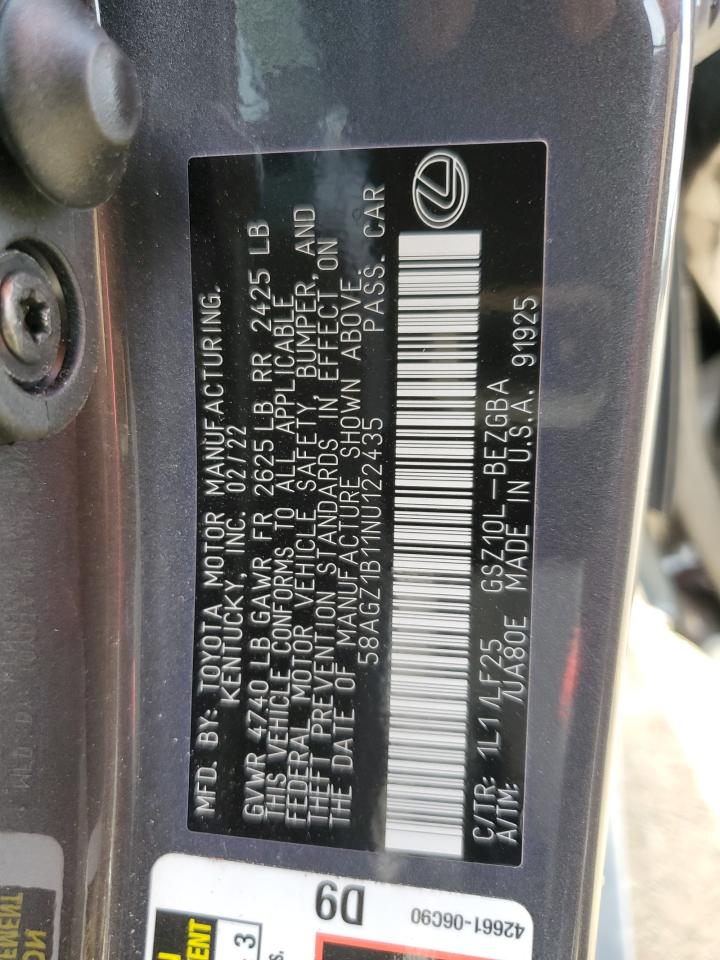 MFD. BY: TOYOTA MOTOR MANUFACTURING.
KENTUCKY, INC. 02/22
GVWR 4740 LB GAWR FR 2625 LB RR 2425 LB
THIS VEHICLE CONFORMS TO ALL APPLICABLE
FEDERAL MOTOR VEHICLE SAFETY, BUMPER, AND
THEFT PREVENTION STANDARDS IN EFFECT ON
THE DATE OF MANUFACTURE SHOWN ABOVE.
58AGZ1B11NU122435 PASS. CAR
C/TR: 1L1/LF25 GSZ10L-BEZGBA
A/TM: /UA80E MADE IN U.S.A. 91925
D9
42661-06C90
3